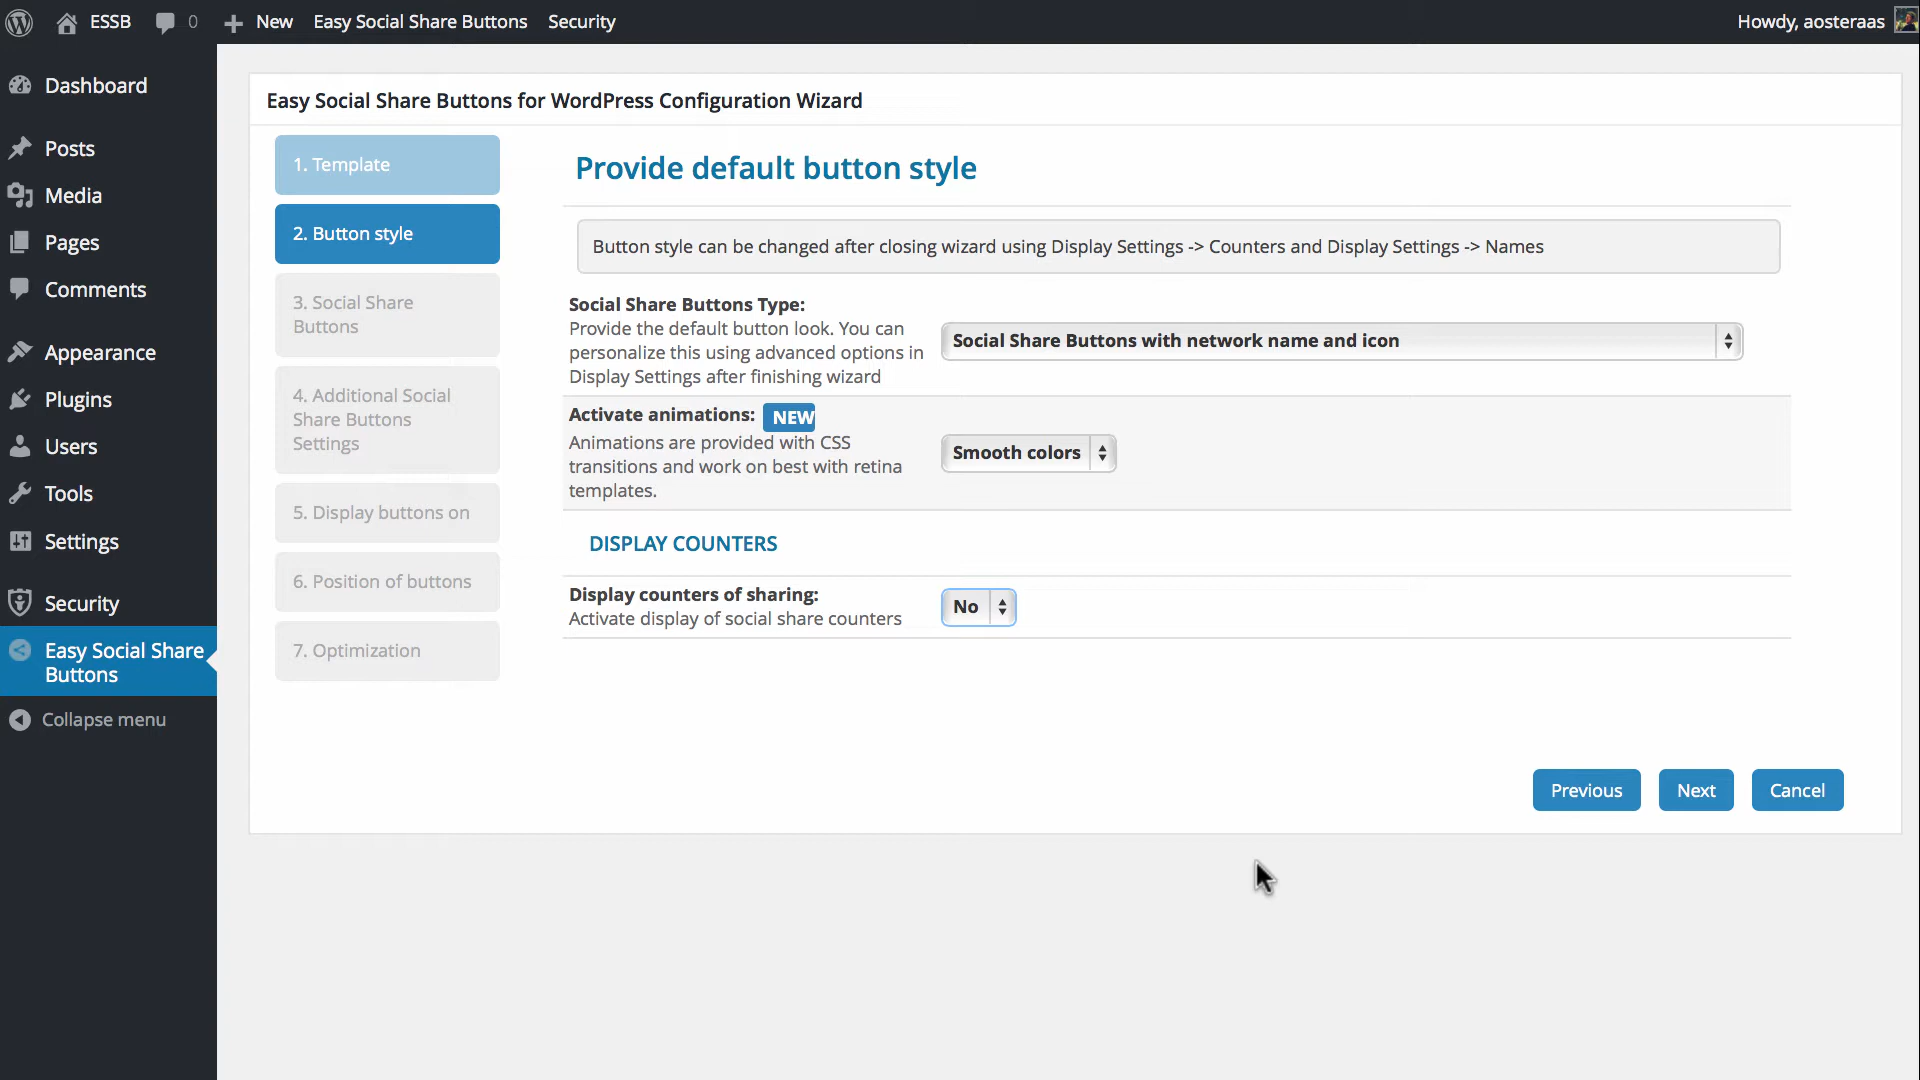 ESSB
0
New
Easy Social Share Buttons
Security
Howdy, aosteraas
Dashboard
Posts
Media
Pages
Comments
Appearance
Plugins
Users
Tools
Settings
Security
Easy Social Share
Buttons
Collapse menu
Easy Social Share Buttons for WordPress Configuration Wizard
1. Template
2. Button style
3. Social Share
Buttons
4. Additional Social
Share Buttons
Settings
5. Display buttons on
6. Position of buttons
7. Optimization
Provide default button style
Button style can be changed after closing wizard using Display Settings -> Counters and Display Settings -> Names
Social Share Buttons Type:
Provide the default button look. You can
personalize this using advanced options in
Display Settings after finishing wizard
Social Share Buttons with network name and icon
Activate animations: NEW
Animations are provided with CSS
transitions and work on best with retina
templates.
Smooth colors
DISPLAY COUNTERS
Display counters of sharing:
Activate display of social share counters
No
Previous
Next
Cancel